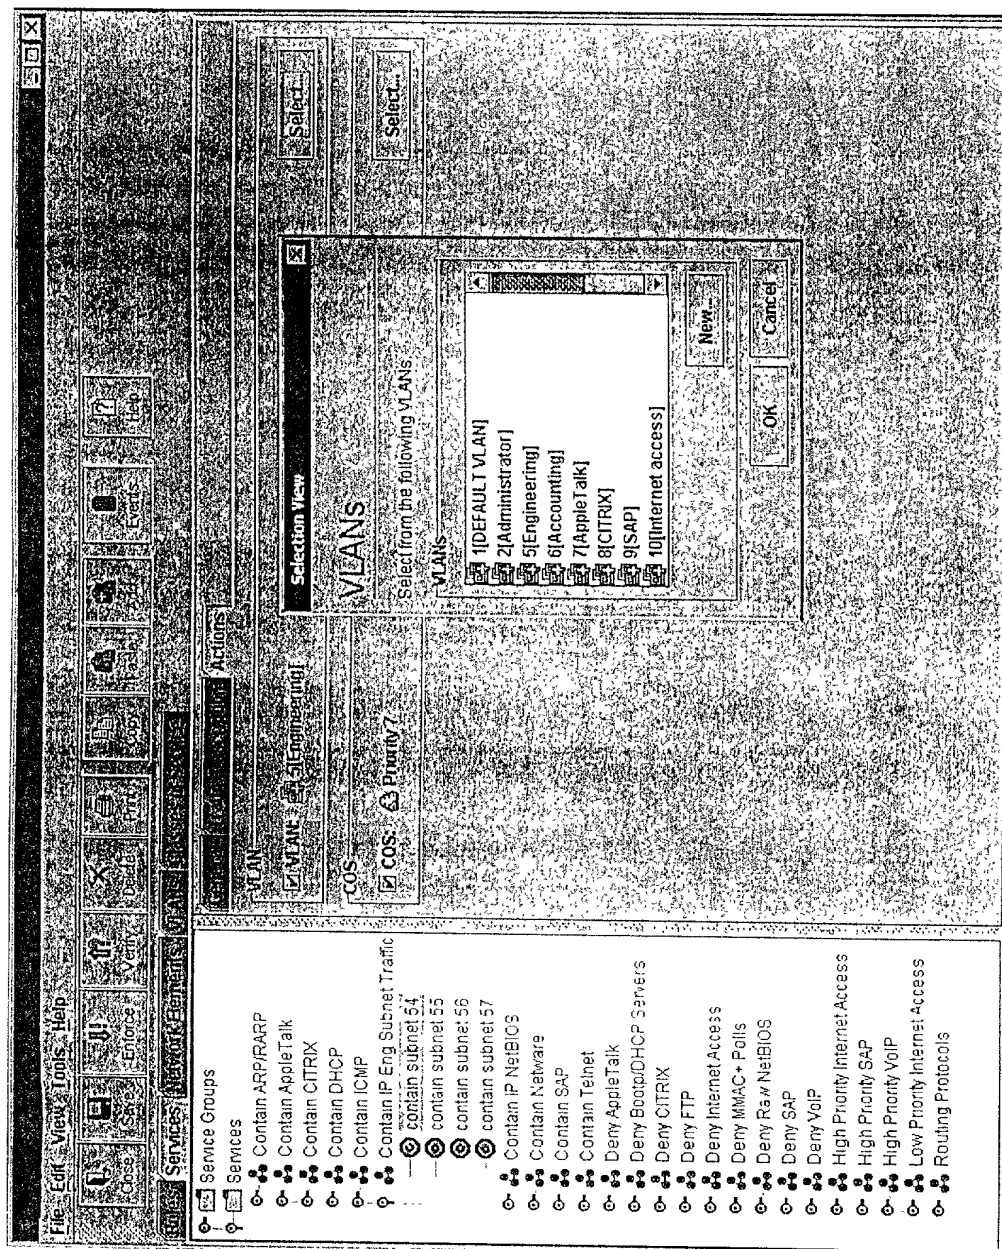 File Edit View Tools Help
Close Save Enforce Verify Delete Print Copy Paste Add Events Help
Services Network Elements VLANs
Service Groups
Services
Contain ARP/RARP
Contain AppleTalk
Contain CITRIX
Contain DHCP
Contain ICMP
Contain IP Eng Subnet Traffic
contain subnet 54
contain subnet 55
contain subnet 56
contain subnet 57
Contain IP NetBIOS
Contain Netware
Contain SAP
Contain Telnet
Deny AppleTalk
Deny Bootp/DHCP Servers
Deny CITRIX
Deny FTP
Deny Internet Access
Deny MMAC+ Polls
Deny Raw NetBIOS
Deny SAP
Deny VoIP
High Priority Internet Access
High Priority SAP
High Priority VoIP
Low Priority Internet Access
Routing Protocols
Actions
VLAN
VLAN: 5[Engineering]
Select...
COS
COS: Priority 7
Select...
Selection View
VLANs
Select from the following VLANs
VLANs
1[DEFAULT VLAN]
2[Administrator]
5[Engineering]
6[Accounting]
7[AppleTalk]
8[CITRIX]
9[SAP]
10[Internet access]
New...
OK Cancel